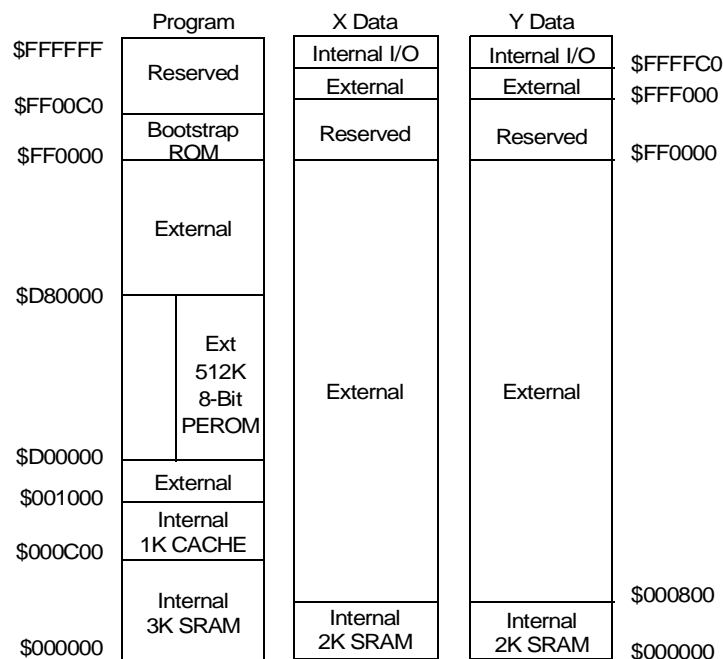 Program
X Data
Y Data
$FFFFFF
Reserved
$FF00C0
Bootstrap
ROM
$FF0000
External
$D80000
Ext
512K
8-Bit
PEROM
$D00000
External
$001000
Internal
1K CACHE
$000C00
Internal
3K SRAM
$000000
Internal I/O
External
Reserved
External
Internal
2K SRAM
Internal I/O
External
Reserved
External
Internal
2K SRAM
$FFFFC0
$FFF000
$FF0000
$000800
$000000